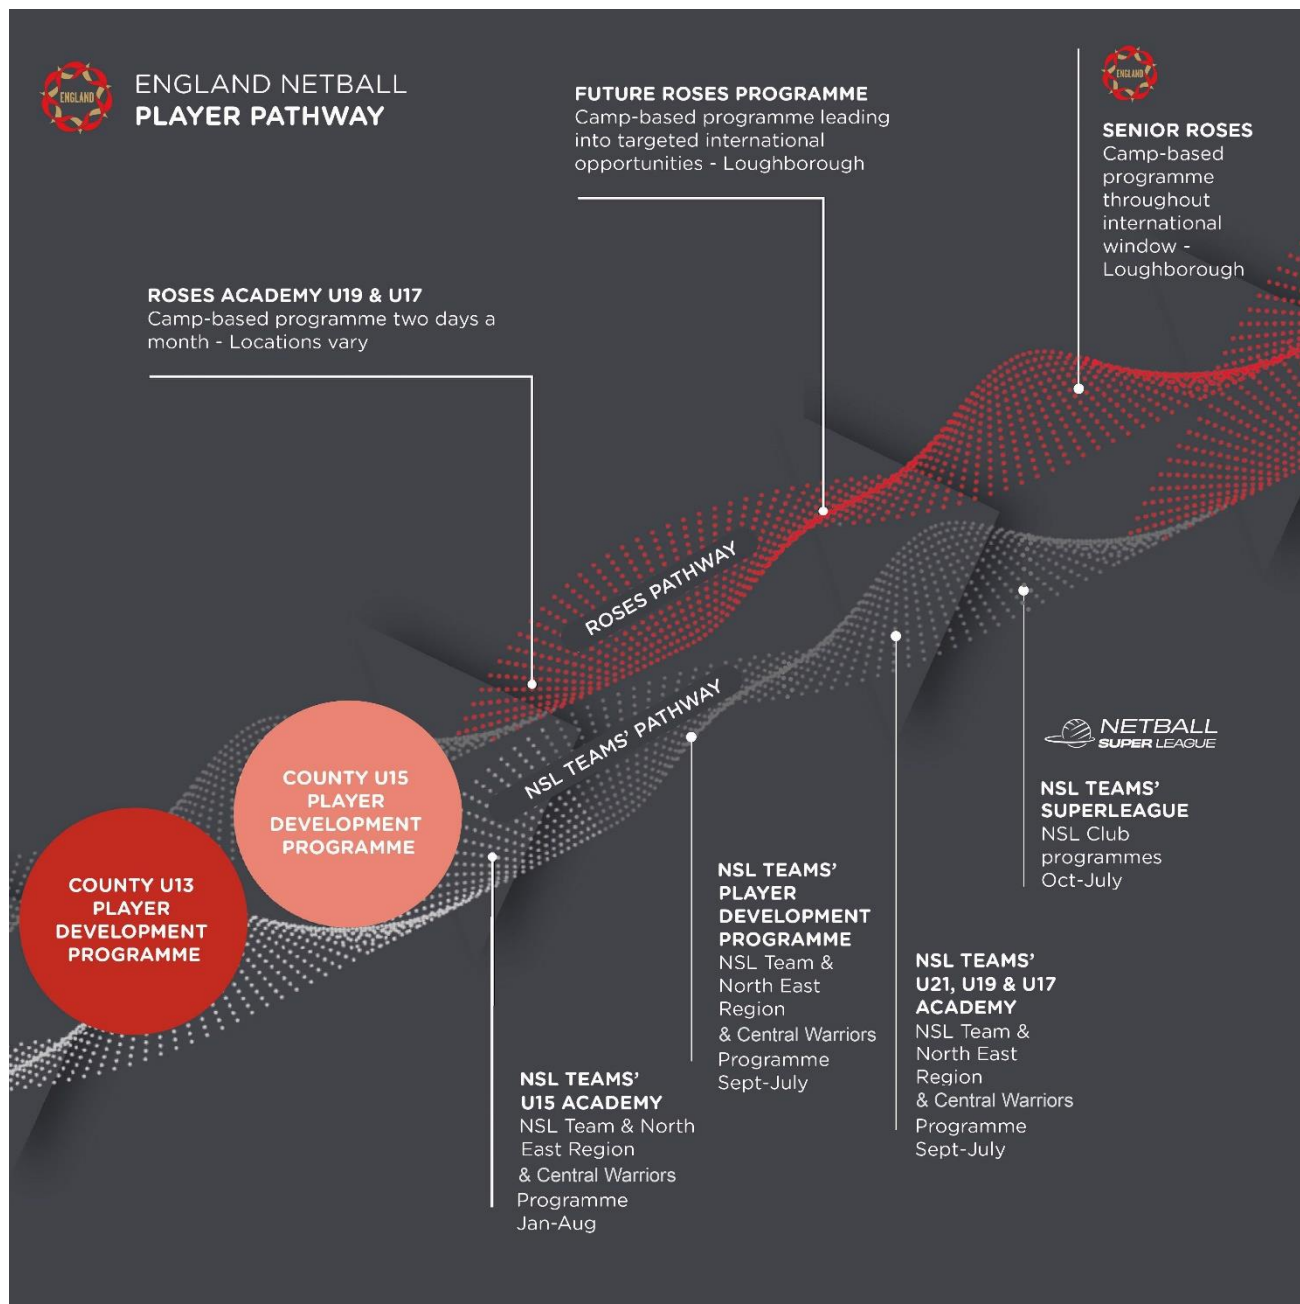 ENGLAND
ENGLAND NETBALL
PLAYER PATHWAY
FUTURE ROSES PROGRAMME
Camp-based programme leading
into targeted international
opportunities - Loughborough
ENGLAND
SENIOR ROSES
Camp-based
programme
throughout
international
window -
Loughborough
ROSES ACADEMY U19 & U17
Camp-based programme two days a
month - Locations vary
ROSES PATHWAY
NSL TEAMS' PATHWAY
COUNTY U15
PLAYER
DEVELOPMENT
PROGRAMME
COUNTY U13
PLAYER
DEVELOPMENT
PROGRAMME
NSL TEAMS'
U15 ACADEMY
NSL Team & North
East Region
& Central Warriors
Programme
Jan-Aug
NSL TEAMS'
PLAYER
DEVELOPMENT
PROGRAMME
NSL Team &
North East
Region
& Central Warriors
Programme
Sept-July
NSL TEAMS'
U21, U19 & U17
ACADEMY
NSL Team &
North East
Region
& Central Warriors
Programme
Sept-July
NETBALL
SUPER LEAGUE
NSL TEAMS'
SUPERLEAGUE
NSL Club
programmes
Oct-July